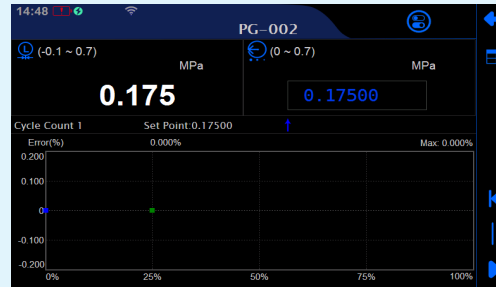 14:48
PG-002
L (-0.1 ~ 0.7)
MPa
(0 ~ 0.7)
MPa
0.175
0.17500
Cycle Count 1 Set Point:0.17500
Error(%) 0.000% Max: 0.000%
0.200
0.100
0
-0.100
-0.200
0% 25% 50% 75% 100%